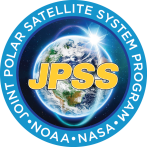 JOINT POLAR SATELLITE SYSTEM PROGRAM
JPSS
•NOAA•NASA•